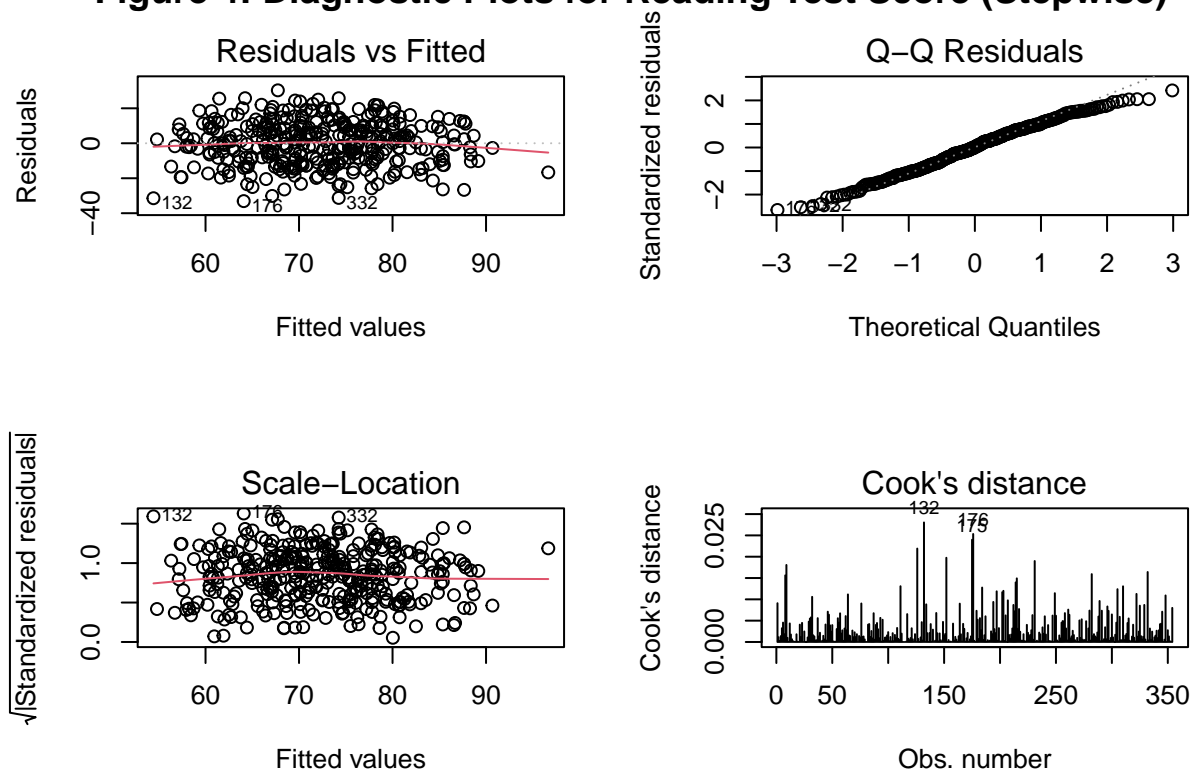 Figure 4: Diagnostic Plots for Reading Test Score (Stepwise)
Residuals vs Fitted
Residuals
0
−40
132
176
332
60 70 80 90
Fitted values
Q−Q Residuals
Standardized residuals
2
0
−2
332
−3 −2 −1 0 1 2 3
Theoretical Quantiles
Scale−Location
√|Standardized residuals|
1.0
0.0
132
176
332
60 70 80 90
Fitted values
Cook's distance
Cook's distance
0.025
0.000
132
176
175
0 50 150 250 350
Obs. number